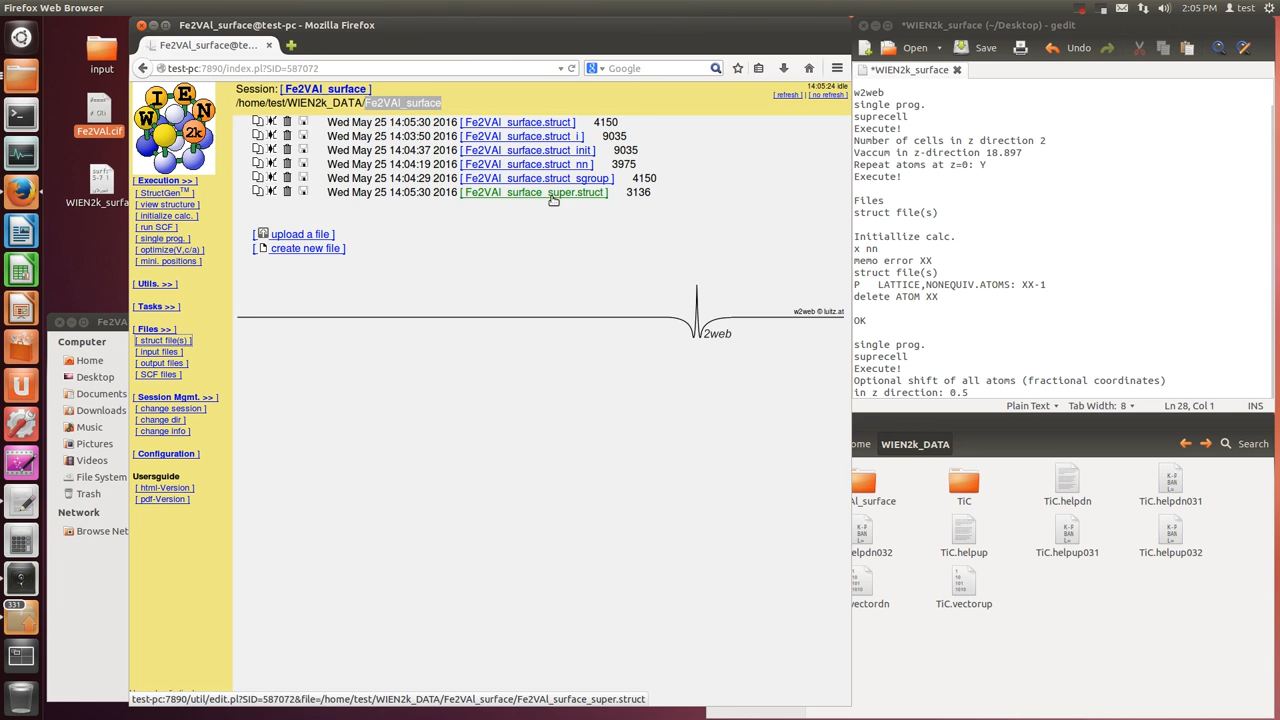 Firefox Web Browser
2:05 PM
test
Fe2VAl_surface@test-pc - Mozilla Firefox
*WIEN2k_surface (~/Desktop) - gedit
Fe2VAl_surface@te...
Open
Save
Undo
input
test-pc:7890/index.pl?SID=587072
Google
*WIEN2k_surface
Session: [ Fe2VAl_surface ]
14:05:24 idle
/home/test/WIEN2k_DATA/Fe2VAl_surface
[ refresh ] [ no refresh ]
W I E N 2k
w2web
single prog.
suprecell
Execute!
Number of cells in z direction 2
Vaccum in z-direction 18.897
Repeat atoms at z=0: Y
Execute!
Files
struct file(s)
Initiallize calc.
x nn
memo error XX
struct file(s)
P LATTICE,NONEQUIV.ATOMS: XX-1
delete ATOM XX
OK
single prog.
suprecell
Execute!
Optional shift of all atoms (fractional coordinates)
in z direction: 0.5
Plain Text
Tab Width: 8
Ln 28, Col 1
INS
Fe2VAl.cif
WIEN2k_surfa
Wed May 25 14:05:30 2016 [ Fe2VAl_surface.struct ] 4150
Wed May 25 14:03:50 2016 [ Fe2VAl_surface.struct_i ] 9035
Wed May 25 14:04:37 2016 [ Fe2VAl_surface.struct_init ] 9035
Wed May 25 14:04:19 2016 [ Fe2VAl_surface.struct_nn ] 3975
Wed May 25 14:04:29 2016 [ Fe2VAl_surface.struct_sgroup ] 4150
Wed May 25 14:05:30 2016 [ Fe2VAl_surface_super.struct ] 3136
[ upload a file ]
[ create new file ]
w2web © luitz.at
2web
[ Execution >> ]
[ StructGen™ ]
[ view structure ]
[ initialize calc. ]
[ run SCF ]
[ single prog. ]
[ optimize(V,c/a) ]
[ mini. positions ]
[ Utils. >> ]
[ Tasks >> ]
[ Files >> ]
[ struct file(s) ]
[ input files ]
[ output files ]
[ SCF files ]
[ Session Mgmt. >> ]
[ change session ]
[ change dir ]
[ change info ]
[ Configuration ]
Usersguide
[ html-Version ]
[ pdf-Version ]
Fe2VA
Computer
Home
Desktop
Documents
Downloads
Music
Pictures
Videos
File System
Trash
Network
Browse Net
331
ome
WIEN2k_DATA
Search
Al_surface
TiC
TiC.helpdn
TiC.helpdn031
elpdn032
TiC.helpup
TiC.helpup031
TiC.helpup032
vectordn
TiC.vectorup
test-pc:7890/util/edit.pl?SID=587072&file=/home/test/WIEN2k_DATA/Fe2VAl_surface/Fe2VAl_surface_super.struct